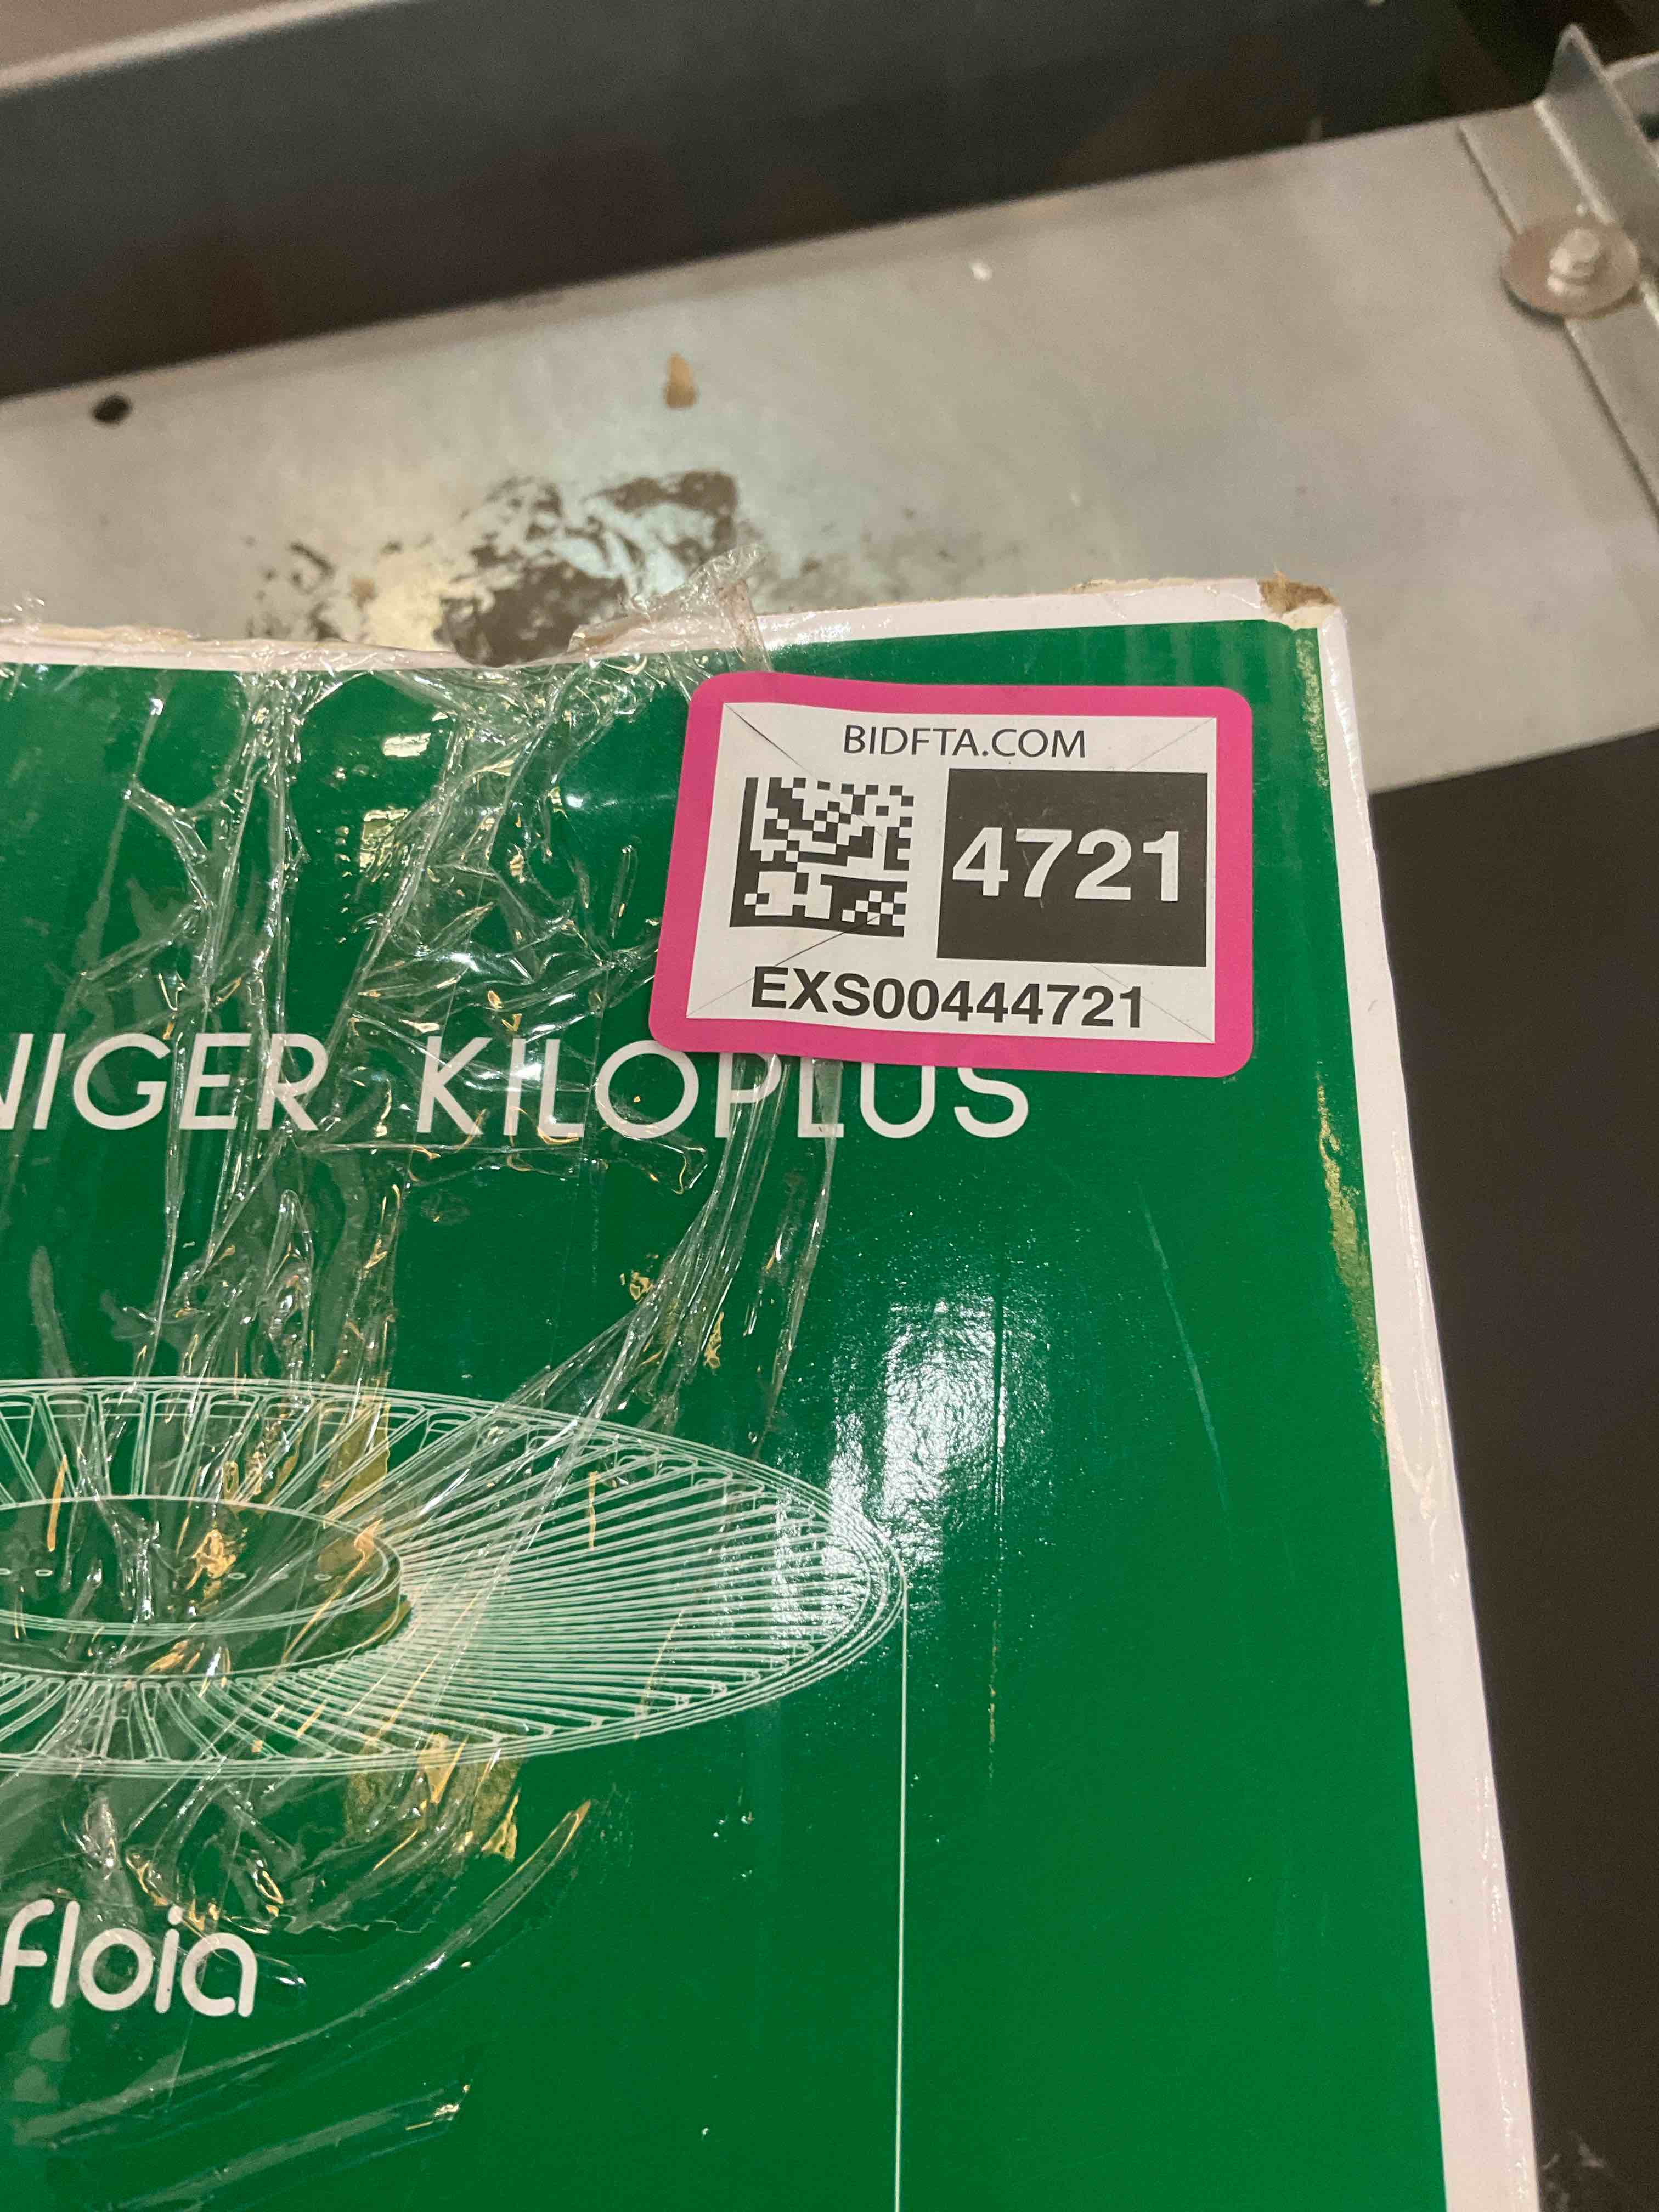 BIDFTA.COM
4721
EXS00444721
NIGER KILOPLUS
floia